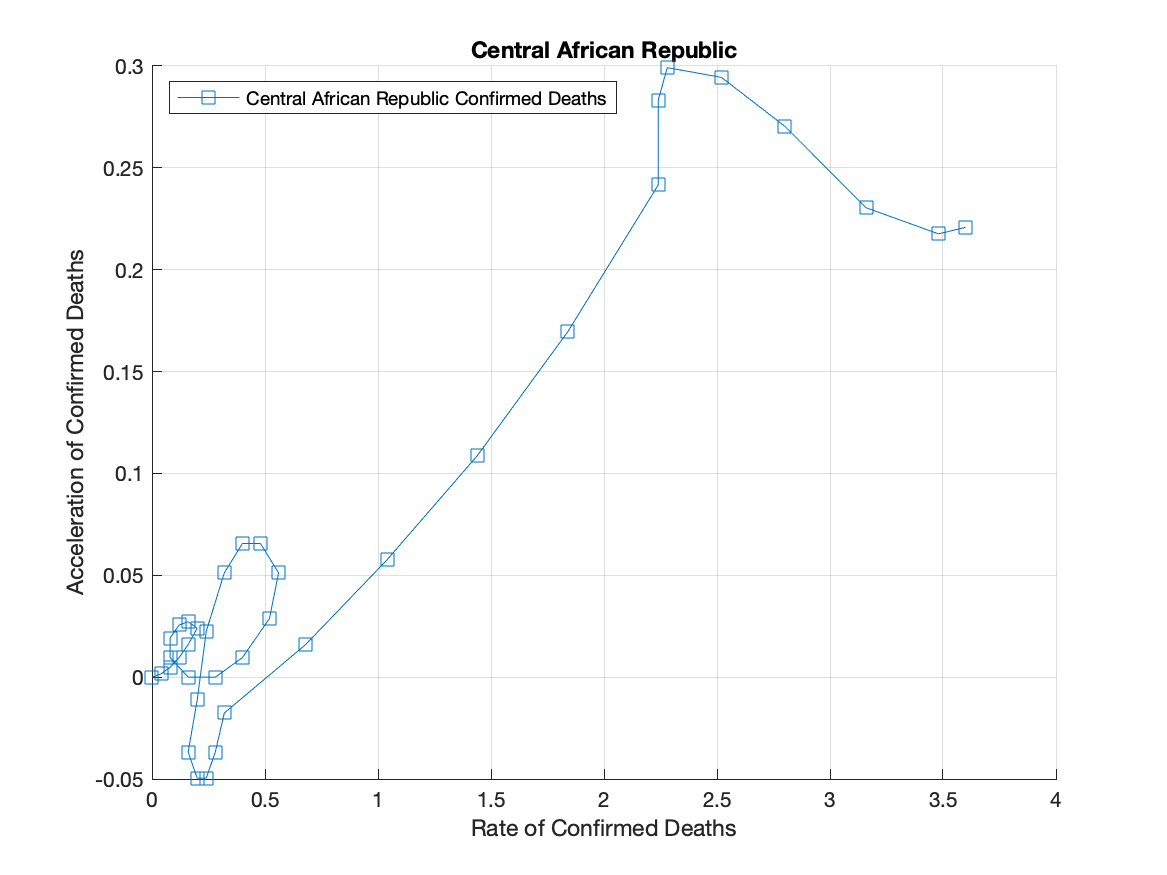 Central African Republic
Central African Republic Confirmed Deaths
Acceleration of Confirmed Deaths
0.3
0.25
0.2
0.15
0.1
0.05
0
-0.05
0 0.5 1 1.5 2 2.5 3 3.5 4
Rate of Confirmed Deaths